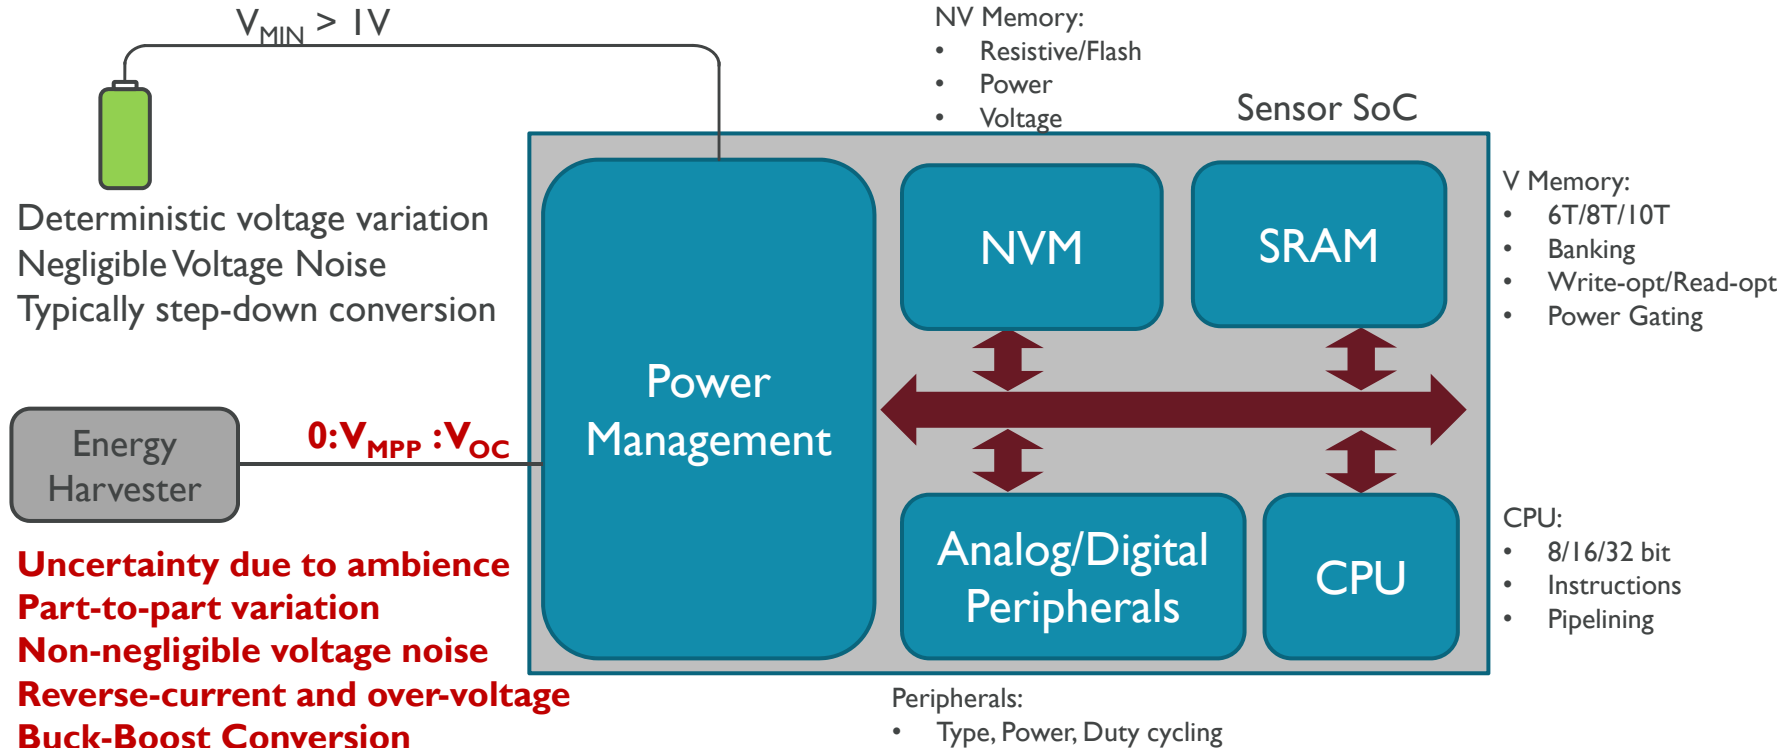 V_MIN > 1V
NV Memory:
• Resistive/Flash
• Power
• Voltage
Sensor SoC
Deterministic voltage variation
Negligible Voltage Noise
Typically step-down conversion
V Memory:
• 6T/8T/10T
• Banking
• Write-opt/Read-opt
• Power Gating
NVM
SRAM
Power
Management
Energy
Harvester
0:V_MPP :V_OC
Uncertainty due to ambience
Part-to-part variation
Non-negligible voltage noise
Reverse-current and over-voltage
Buck-Boost Conversion
Analog/Digital
Peripherals
CPU
CPU:
• 8/16/32 bit
• Instructions
• Pipelining
Peripherals:
• Type, Power, Duty cycling